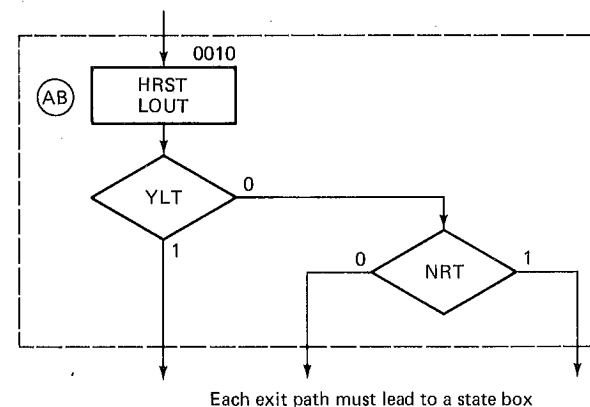 0010
AB
HRST
LOUT
YLT
0
1
0
NRT
1
Each exit path must lead to a state box